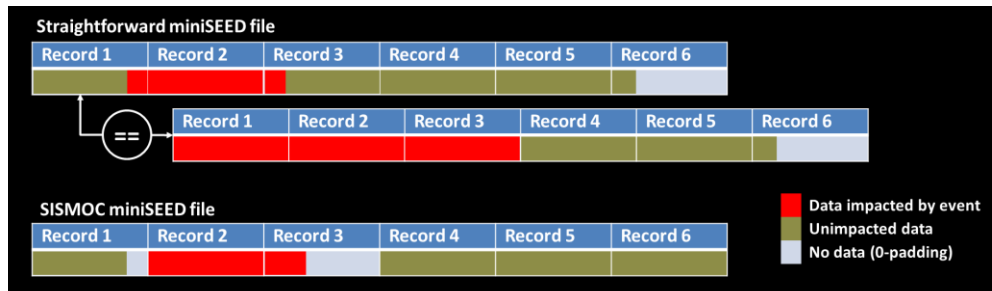 Straightforward miniSEED file
Record 1 Record 2 Record 3 Record 4 Record 5 Record 6
==
Record 1 Record 2 Record 3 Record 4 Record 5 Record 6
SISMOC miniSEED file
Record 1 Record 2 Record 3 Record 4 Record 5 Record 6
Data impacted by event
Unimpacted data
No data (0-padding)